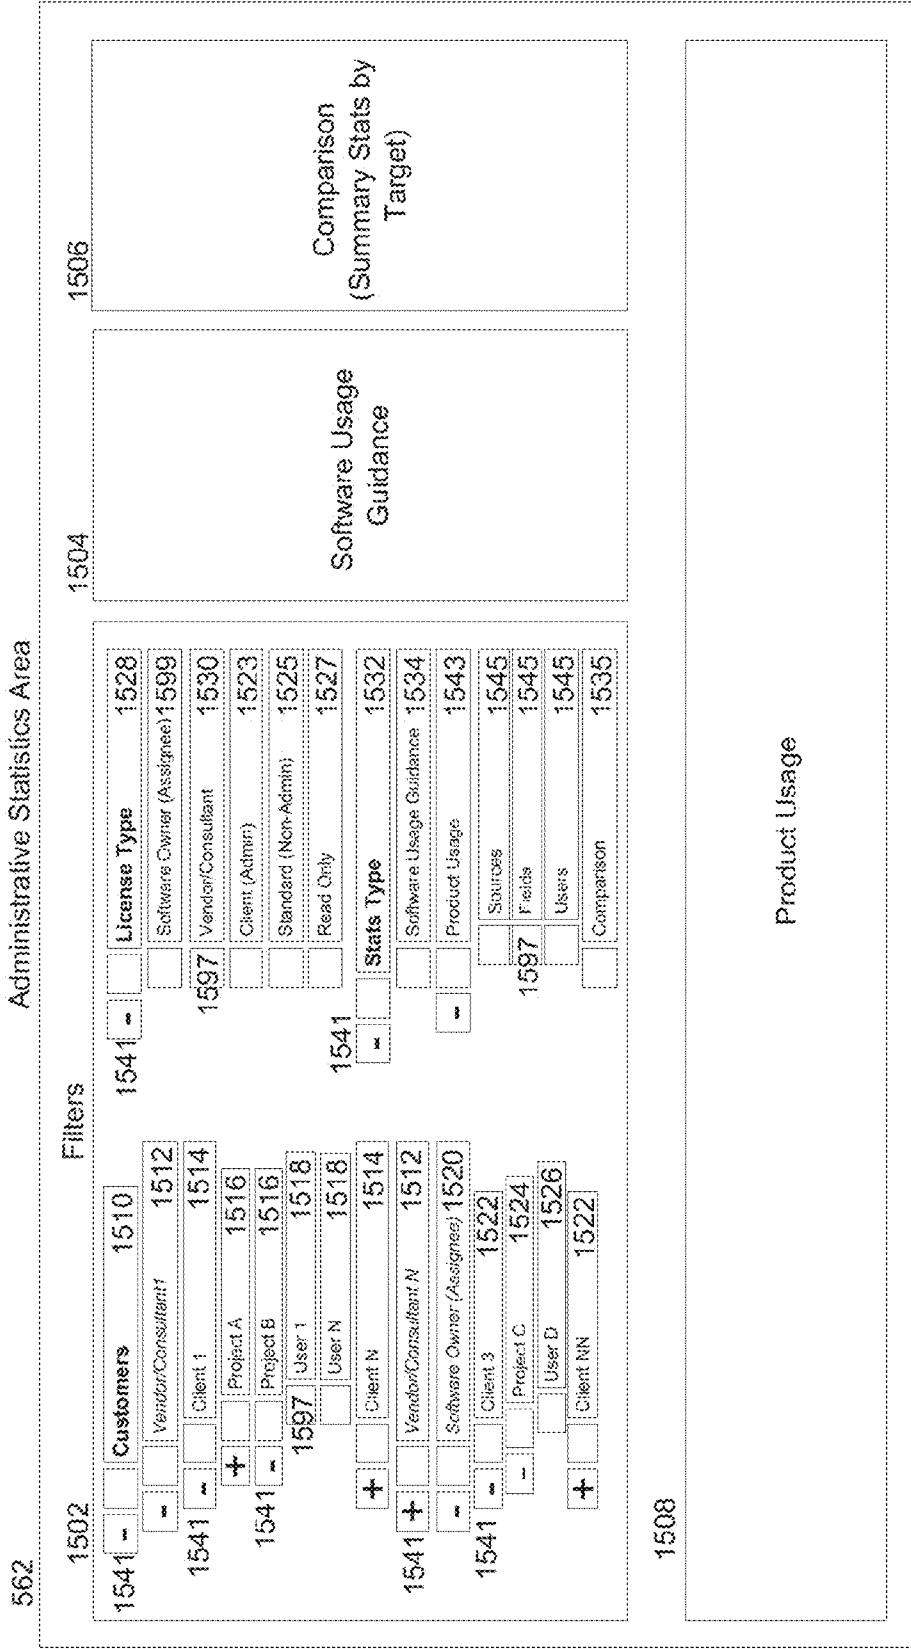 Administrative Statistics Area
562
1502
Filters
1504
1506
1541 - Customers 1510
- Vendor/Consultant1 1512
1541 - Client 1 1514
+ Project A 1516
1541 - Project B 1516
1597 User 1 1518
User N 1518
+ Client N 1514
1541 + Vendor/Consultant N 1512
- Software Owner (Assignee) 1520
1541 - Client 3 1522
- Project C 1524
User D 1526
+ Client NN 1522
1541 - License Type 1528
Software Owner (Assignee) 1599
1597 Vendor/Consultant 1530
Client (Admin) 1523
Standard (Non-Admin) 1525
Read Only 1527
1541
- Stats Type 1532
Software Usage Guidance 1534
- Product Usage 1543
Sources 1545
1597 Fields 1545
Users 1545
Comparison 1535
Software Usage
Guidance
Comparison
(Summary Stats by
Target)
1508
Product Usage